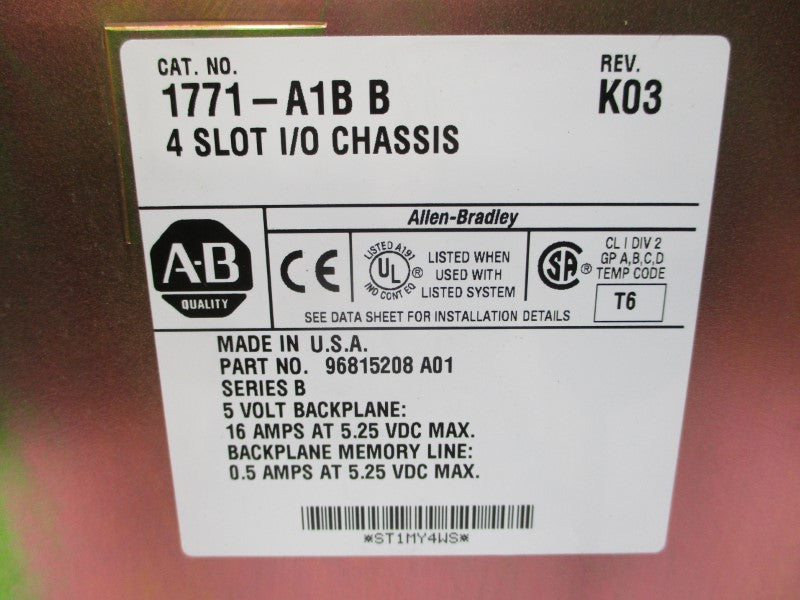 CAT. NO.
REV.
1771-A1B B
K03
4 SLOT I/O CHASSIS
Allen-Bradley
A-B
QUALITY
CE
LISTED A191
UL ®
IND CONT EQ
LISTED WHEN
USED WITH
LISTED SYSTEM
SA ®
CL I DIV 2
GP A,B,C,D
TEMP CODE
T6
SEE DATA SHEET FOR INSTALLATION DETAILS
MADE IN U.S.A.
PART NO. 96815208 A01
SERIES B
5 VOLT BACKPLANE:
16 AMPS AT 5.25 VDC MAX.
BACKPLANE MEMORY LINE:
0.5 AMPS AT 5.25 VDC MAX.
*ST1MY4WS*